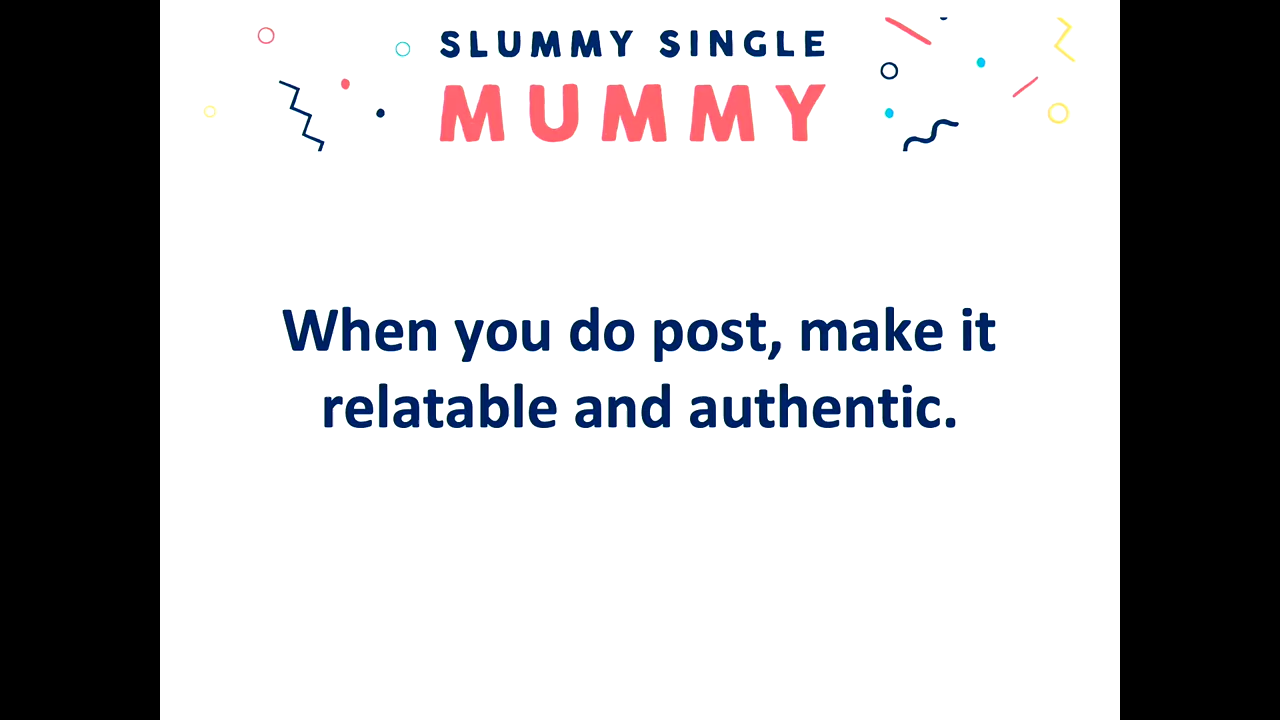 SLUMMY SINGLE
MUMMY
When you do post, make it
relatable and authentic.